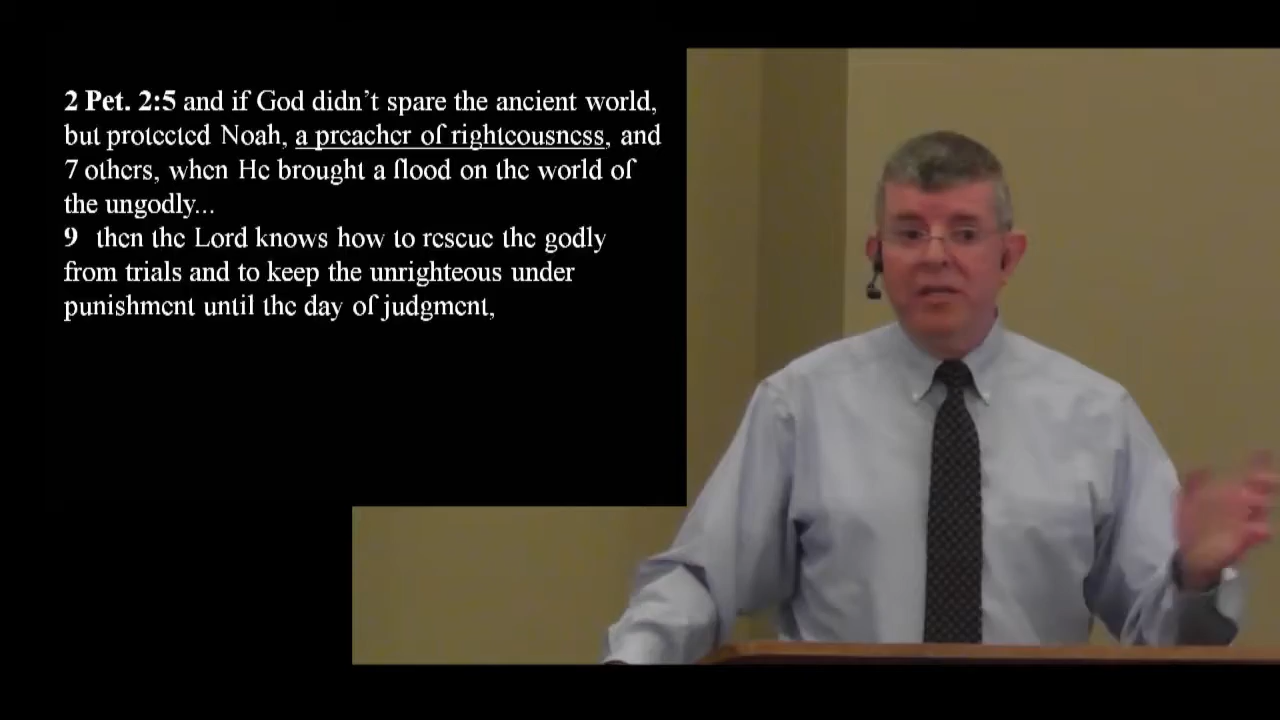 2 Pet. 2:5 and if God didn't spare the ancient world,
but protected Noah, a preacher of righteousness, and
7 others, when He brought a flood on the world of
the ungodly...
9 then the Lord knows how to rescue the godly
from trials and to keep the unrighteous under
punishment until the day of judgment,